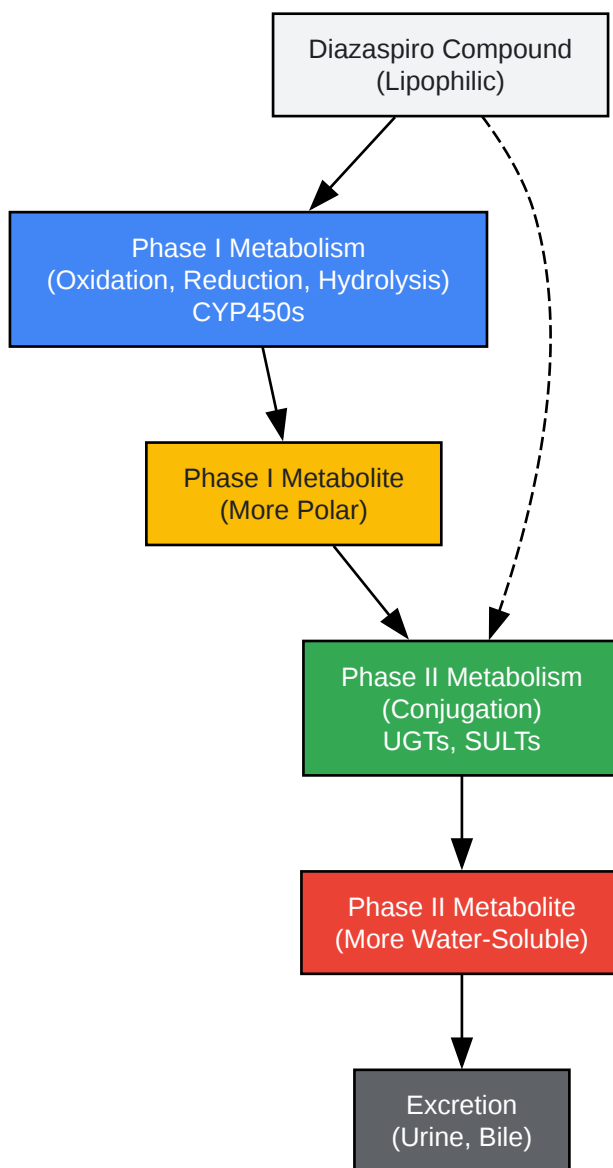 Diazaspiro Compound
(Lipophilic)
Phase I Metabolism
(Oxidation, Reduction, Hydrolysis)
CYP450s
Phase I Metabolite
(More Polar)
Phase II Metabolism
(Conjugation)
UGTs, SULTs
Phase II Metabolite
(More Water-Soluble)
Excretion
(Urine, Bile)